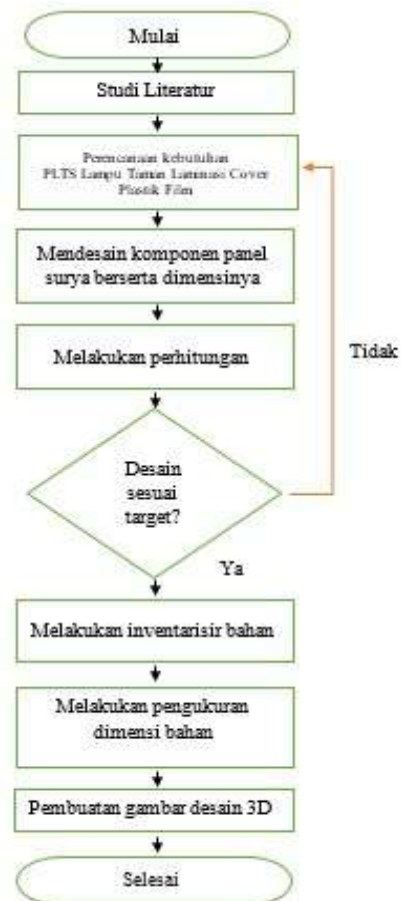 Mulai
Studi Literatur
Perencanaan kebutuhan
PLTS Lampu Taman Laminasi Cover
Plastik Film
Mendesain komponen panel
surya berserta dimensinya
Melakukan perhitungan
Tidak
Desain
sesuai
target?
Ya
Melakukan inventarisir bahan
Melakukan pengukuran
dimensi bahan
Pembuatan gambar desain 3D
Selesai